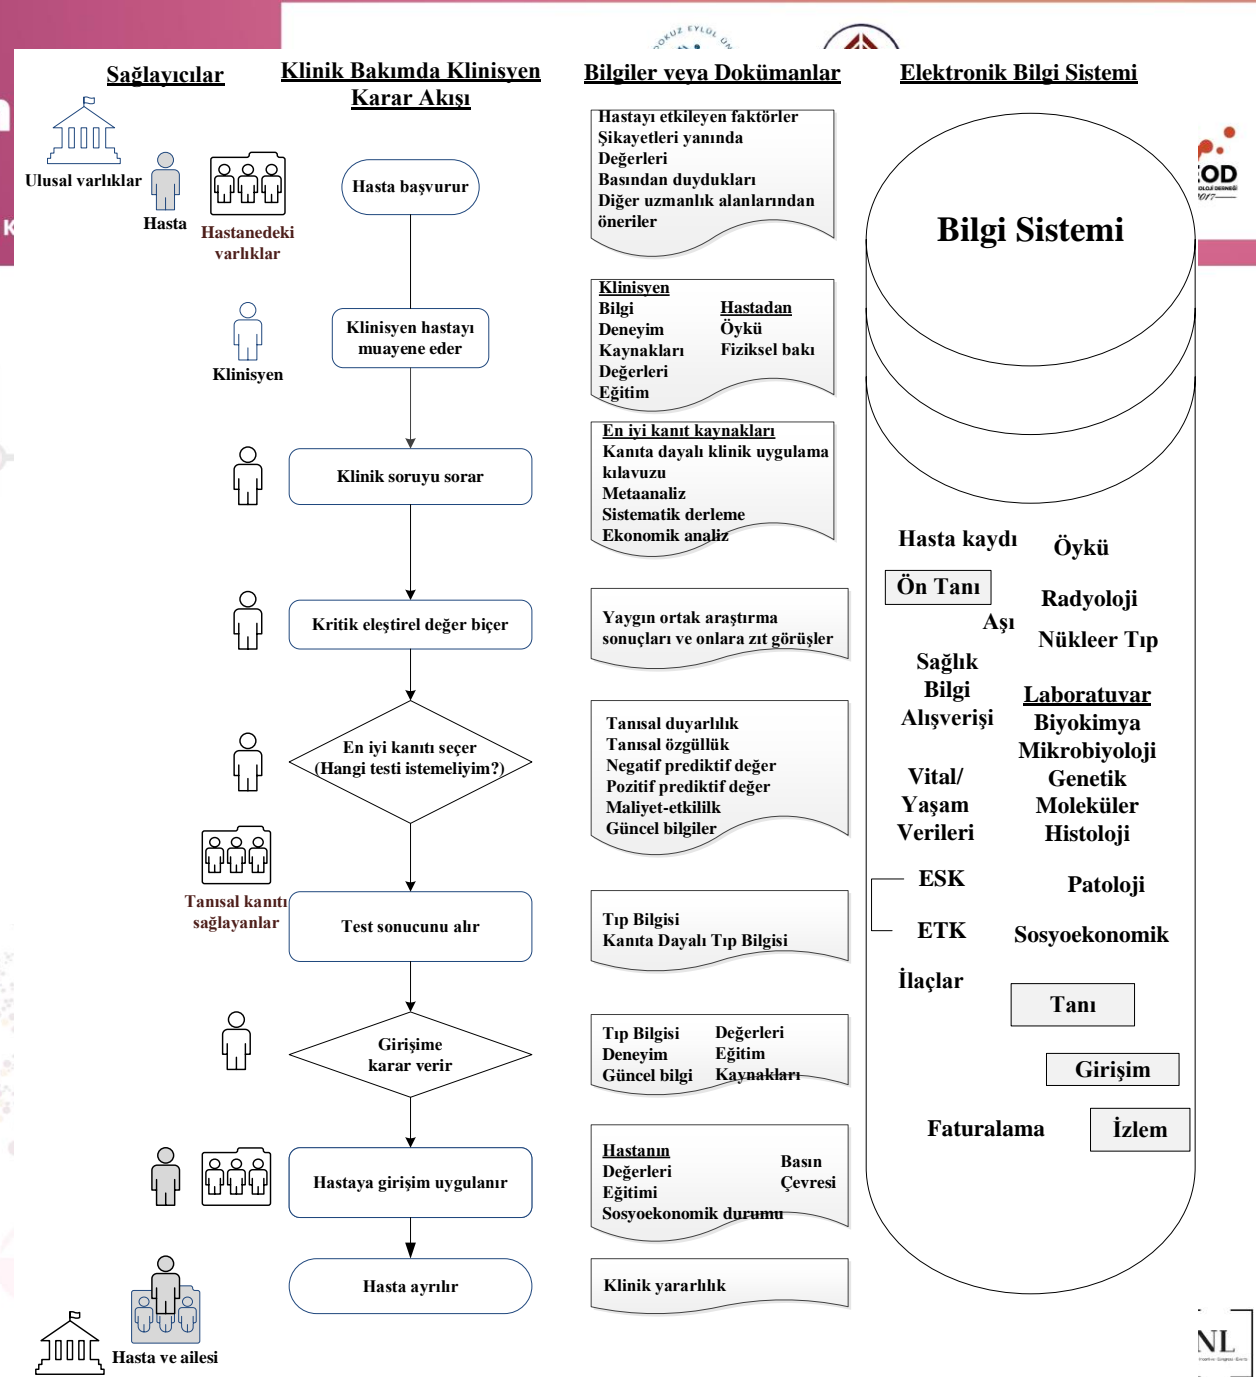 DOKUZ EYLÜL
Sağlayıcılar
Ulusal varlıklar
Hasta
Hastanedeki
varlıklar
Klinisyen
Tanısal kanıtı
sağlayanlar
Hasta ve ailesi
Klinik Bakımda Klinisyen
Karar Akışı
Hasta başvurur
Klinisyen hastayı
muayene eder
Klinik soruyu sorar
Kritik eleştirel değer biçer
En iyi kanıtı seçer
(Hangi testi istemeliyim?)
Test sonucunu alır
Girişime
karar verir
Hastaya girişim uygulanır
Hasta ayrılır
Bilgiler veya Dokümanlar
Hastayı etkileyen faktörler
Şikayetleri yanında
Değerleri
Basından duydukları
Diğer uzmanlık alanlarından
öneriler
Klinisyen
Bilgi
Deneyim
Kaynakları
Değerleri
Eğitim
Hastadan
Öykü
Fiziksel bakı
En iyi kanıt kaynakları
Kanıta dayalı klinik uygulama
kılavuzu
Metaanaliz
Sistematik derleme
Ekonomik analiz
Yaygın ortak araştırma
sonuçları ve onlara zıt görüşler
Tanısal duyarlılık
Tanısal özgüllük
Negatif prediktif değer
Pozitif prediktif değer
Maliyet-etkililk
Güncel bilgiler
Tıp Bilgisi
Kanıta Dayalı Tıp Bilgisi
Tıp Bilgisi
Deneyim
Güncel bilgi
Değerleri
Eğitim
Kaynakları
Hastanın
Değerleri
Eğitimi
Sosyoekonomik durumu
Basın
Çevresi
Klinik yararlılık
Elektronik Bilgi Sistemi
Bilgi Sistemi
Hasta kaydı
Öykü
Ön Tanı
Radyoloji
Aşı
Nükleer Tıp
Sağlık
Bilgi
Alışverişi
Laboratuvar
Biyokimya
Mikrobiyoloji
Genetik
Moleküler
Histoloji
Vital/
Yaşam
Verileri
ESK
Patoloji
ETK
Sosyoekonomik
İlaçlar
Tanı
Girişim
Faturalama
İzlem
OD
NL